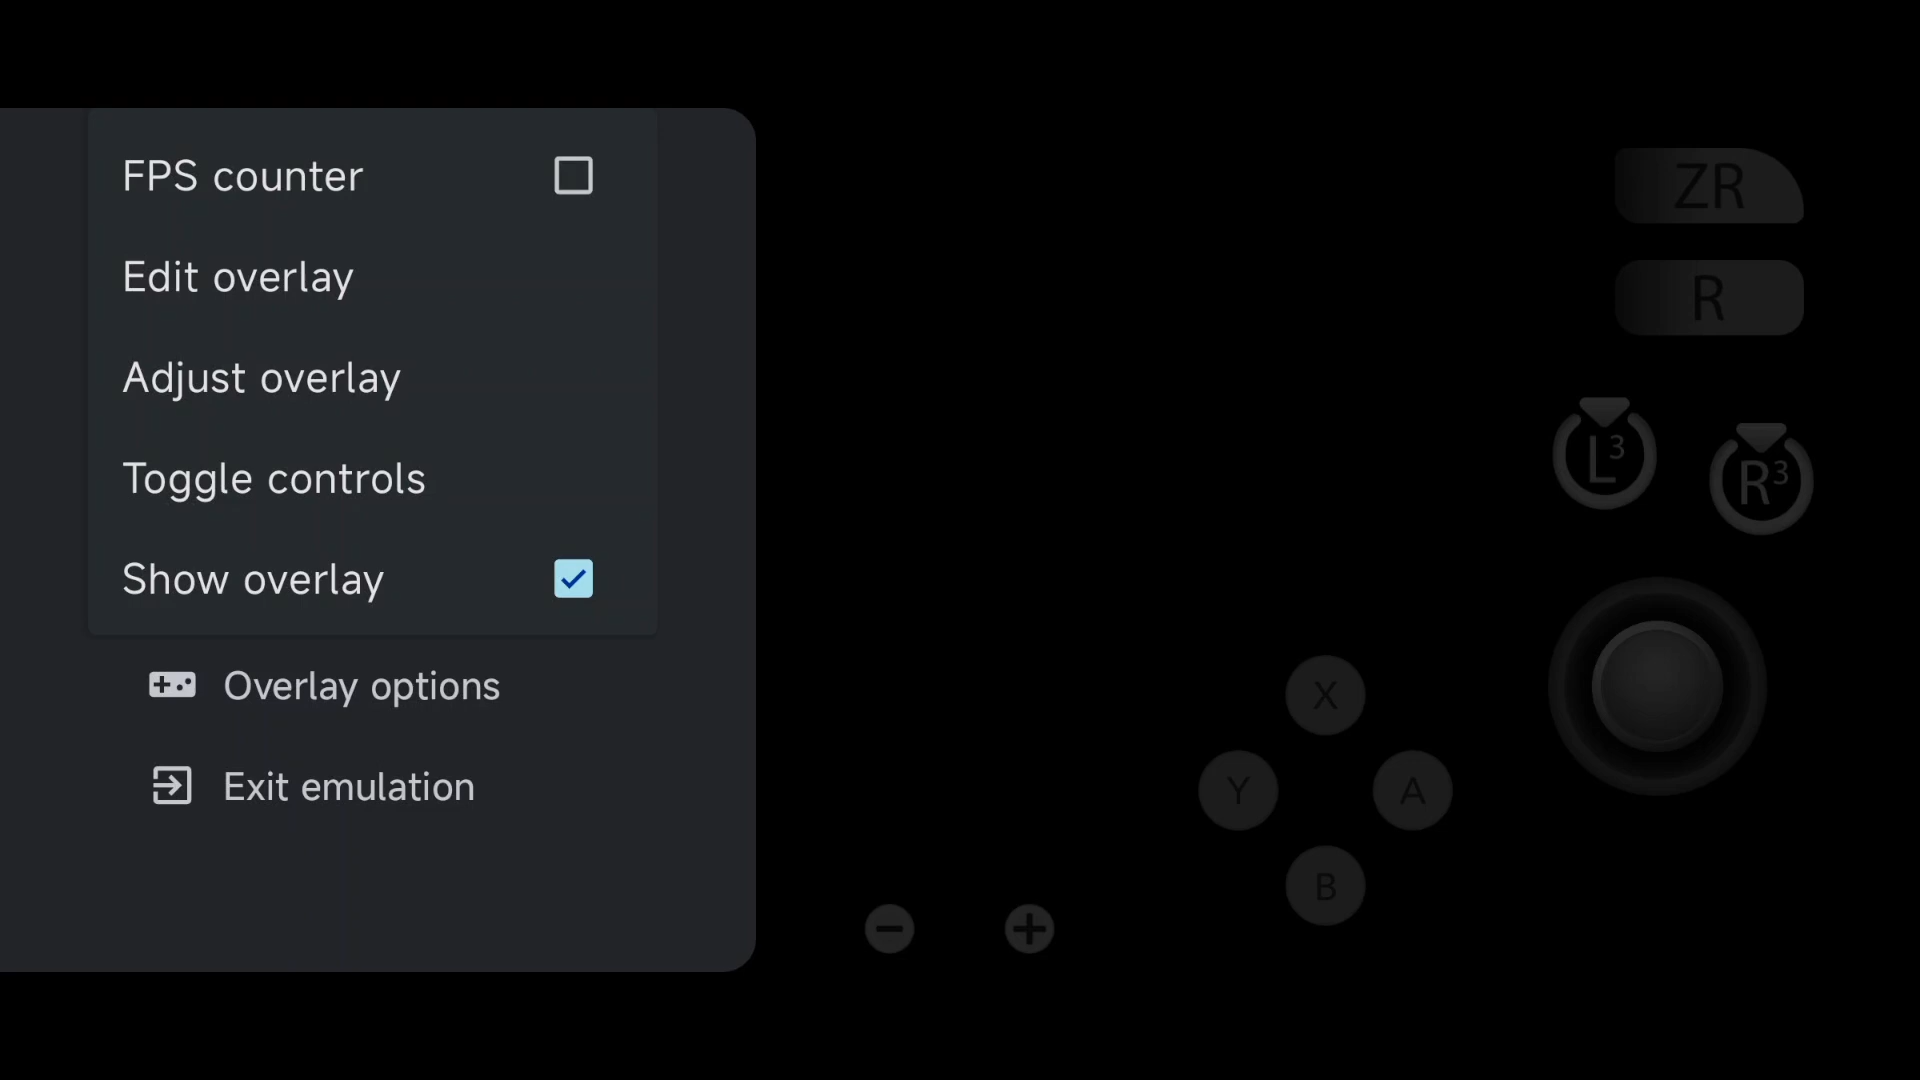 FPS counter
Edit overlay
Adjust overlay
Toggle controls
Show overlay
Overlay options
Exit emulation
ZR
R
L3
R3
X
Y
A
B